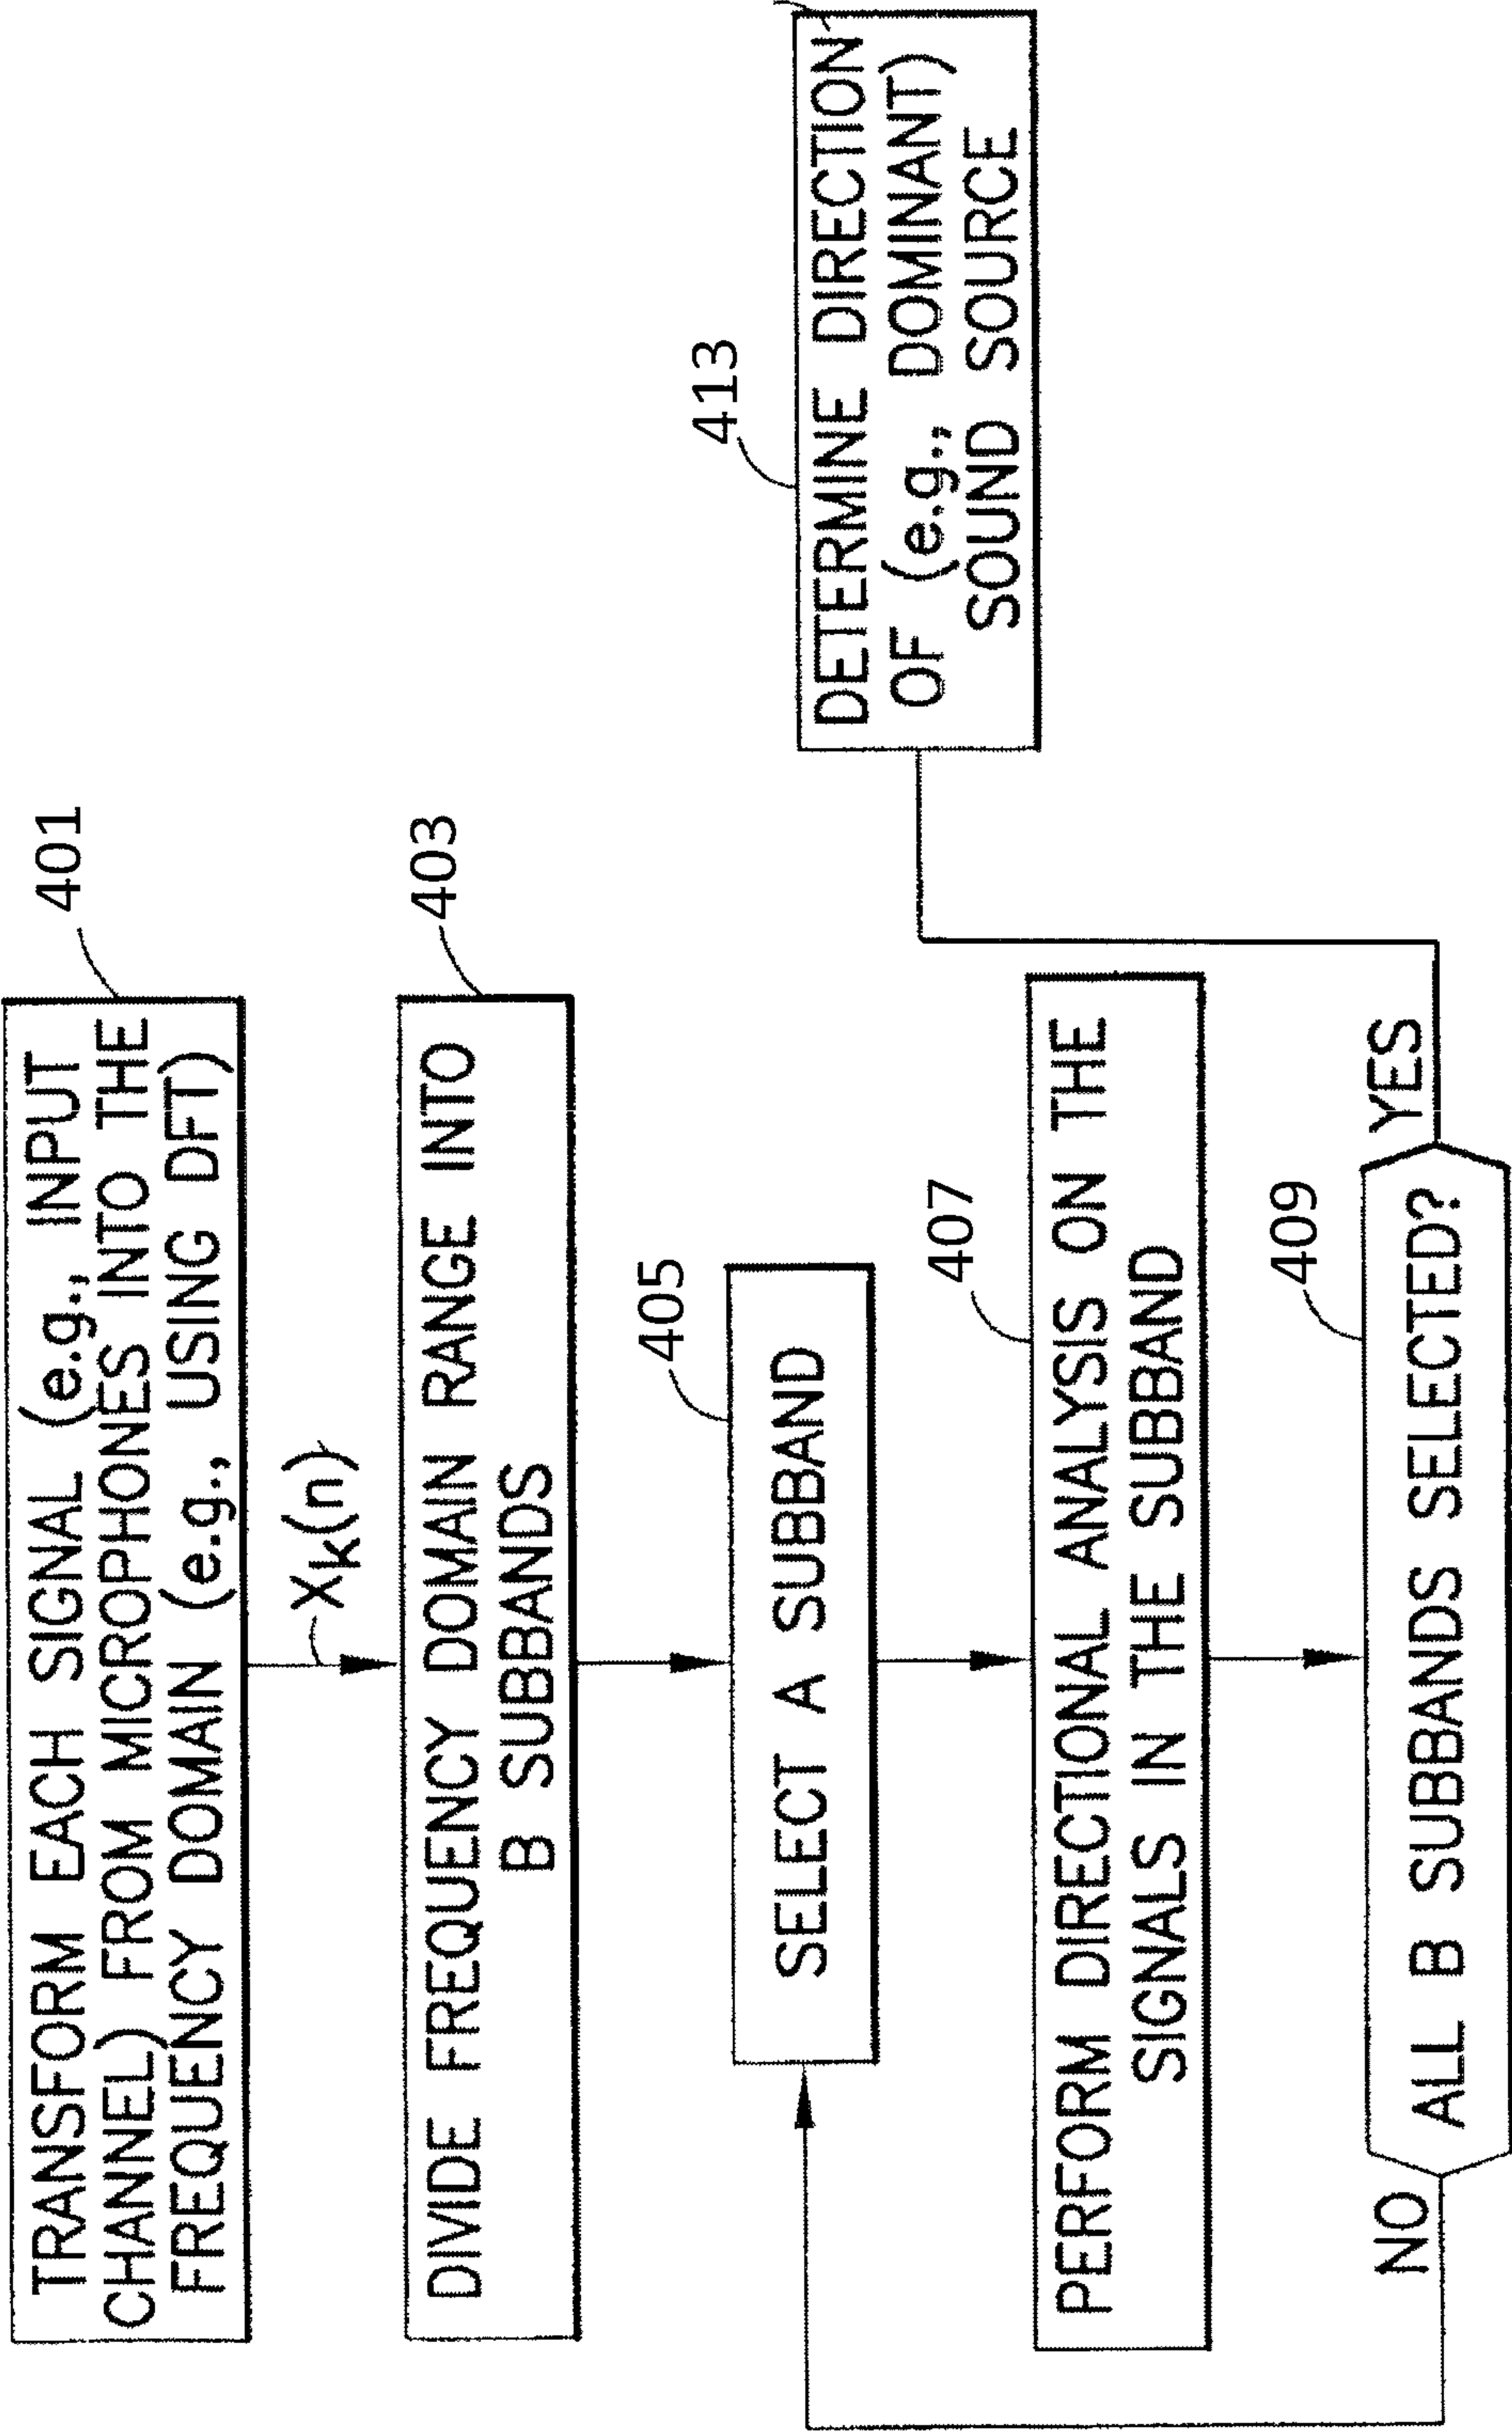 401
TRANSFORM EACH SIGNAL (e.g., INPUT
CHANNEL) FROM MICROPHONES INTO THE
FREQUENCY DOMAIN (e.g., USING DFT)
Xk(n)
403
DIVIDE FREQUENCY DOMAIN RANGE INTO
B SUBBANDS
405
SELECT A SUBBAND
407
PERFORM DIRECTIONAL ANALYSIS ON THE
SIGNALS IN THE SUBBAND
409
ALL B SUBBANDS SELECTED?
NO
YES
413
DETERMINE DIRECTION
OF (e.g., DOMINANT)
SOUND SOURCE